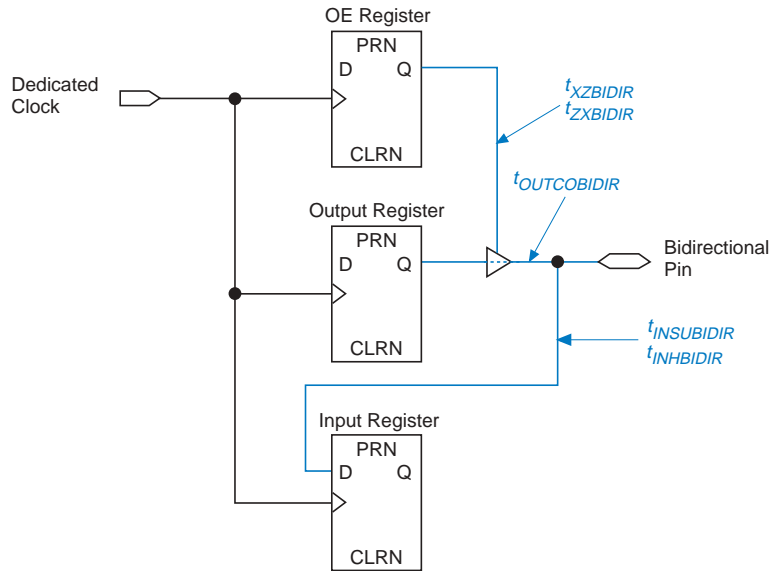 OE Register
PRN
D Q
CLRN
Dedicated
Clock
tXZBIDIR
tZXBIDIR
tOUTCOBIDIR
Output Register
PRN
D Q
CLRN
Bidirectional
Pin
tINSUBIDIR
tINHBIDIR
Input Register
PRN
D Q
CLRN